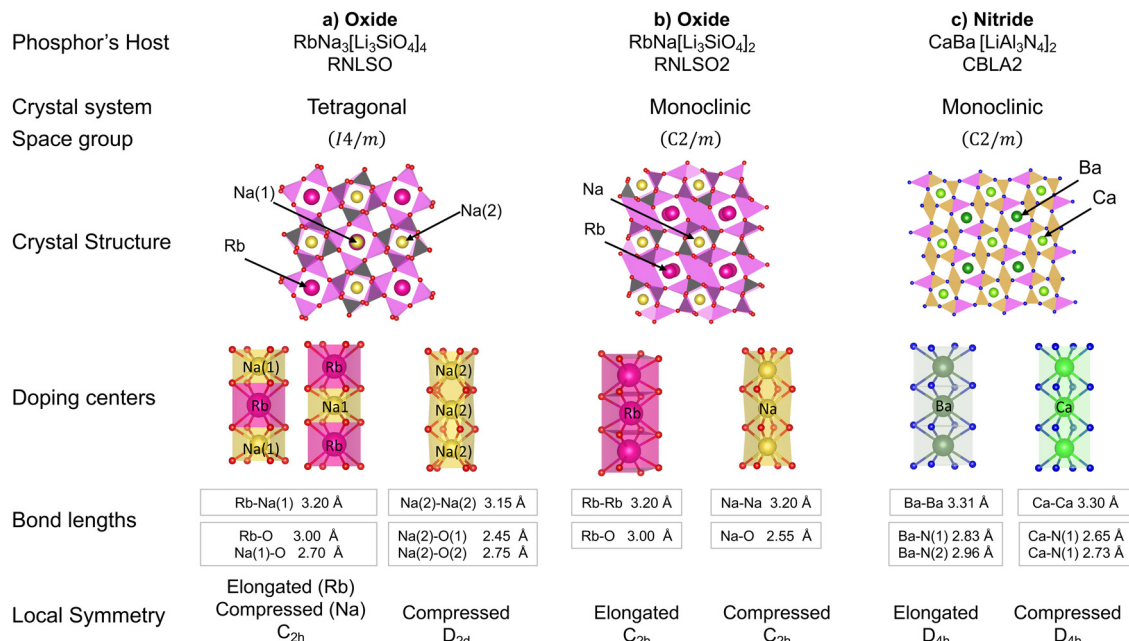 a) Oxide b) Oxide c) Nitride
Phosphor's Host RbNa₃[Li₃SiO₄]₄ RbNa[Li₃SiO₄]₂ CaBa [LiAl₃N₄]₂
RNLSO RNLSO2 CBLA2
Crystal system Tetragonal Monoclinic Monoclinic
Space group (I4/m) (C2/m) (C2/m)
Crystal Structure
Na(1)
Na(2)
Rb
Na
Rb
Ba
Ca
Doping centers
Na(1) Rb Na(2)
Rb Na1 Na(2) Rb Na Ba Ca
Na(1) Rb Na(2)
Bond lengths
Rb-Na(1) 3.20 Å Na(2)-Na(2) 3.15 Å Rb-Rb 3.20 Å Na-Na 3.20 Å Ba-Ba 3.31 Å Ca-Ca 3.30 Å
Rb-O 3.00 Å Na(2)-O(1) 2.45 Å Rb-O 3.00 Å Na-O 2.55 Å Ba-N(1) 2.83 Å Ca-N(1) 2.65 Å
Na(1)-O 2.70 Å Na(2)-O(2) 2.75 Å Ba-N(2) 2.96 Å Ca-N(1) 2.73 Å
Local Symmetry
Elongated (Rb)
Compressed (Na) Compressed Elongated Compressed Elongated Compressed
C₂ₕ D₂d C₂ₕ C₂ₕ D₄ₕ D₄ₕ